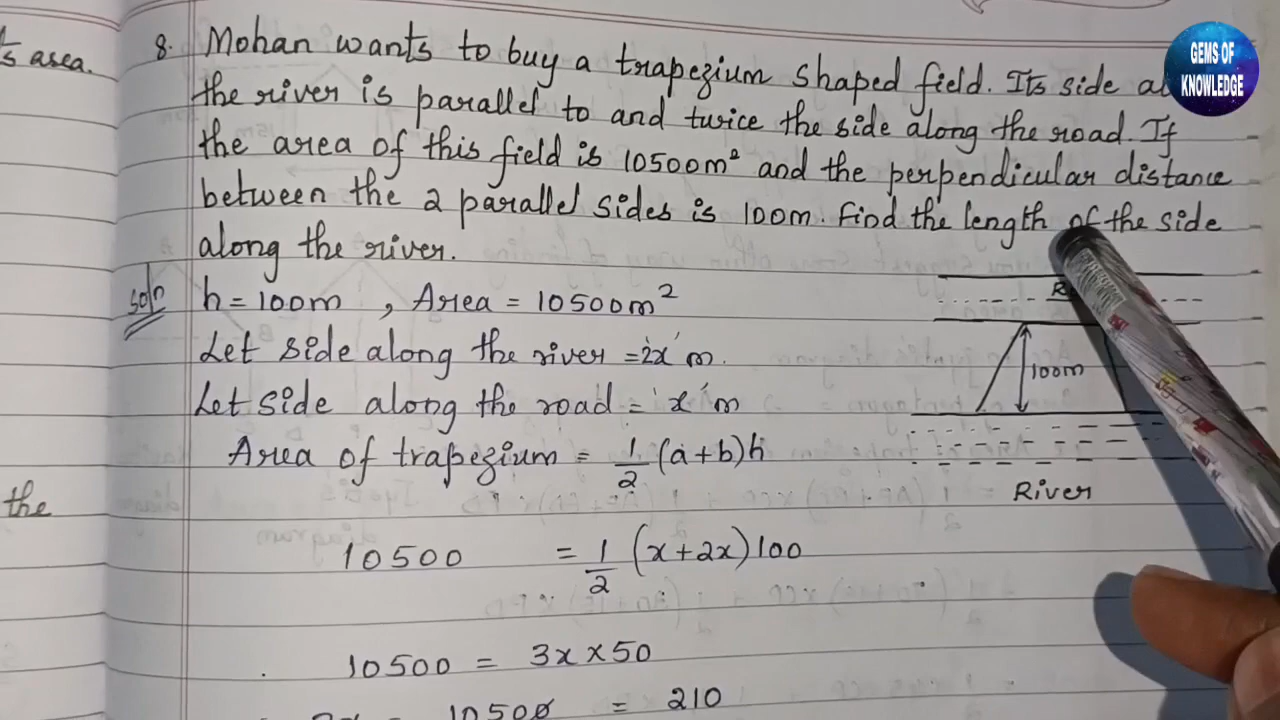 s area.
8. Mohan wants to buy a trapezium shaped field. Its side
the river is parallel to and twice the side along the road. If
the area of this field is 10500m² and the perpendicular distance
between the 2 parallel sides is 100m. Find the length of the side
along the river.
Soln h = 100m , Area = 10500m²
Let side along the river = 2x m.
Let side along the road = 'x' m
Area of trapezium = 1/2 (a+b)h
the
10500 = 1/2 (x+2x)100
10500 = 3x × 50
10500 = 210
100m
River
GEMS OF
KNOWLEDGE